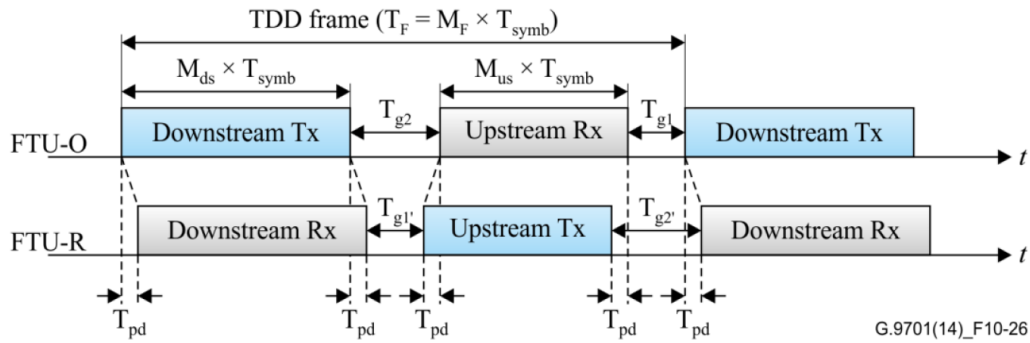 TDD frame (T_F = M_F × T_symb)
M_ds × T_symb
M_us × T_symb
T_g2
T_g1
FTU-O
Downstream Tx
Upstream Rx
Downstream Tx
t
T_g1'
T_g2'
FTU-R
Downstream Rx
Upstream Tx
Downstream Rx
t
T_pd
T_pd
T_pd
T_pd
T_pd
G.9701(14)_F10-26